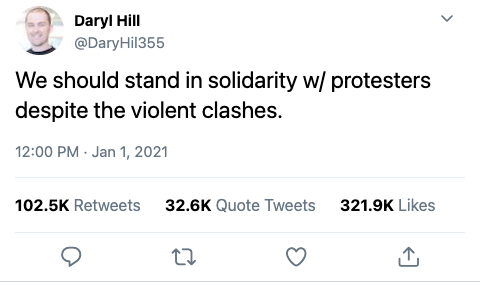 Daryl Hill
@DaryHil355
We should stand in solidarity w/ protesters
despite the violent clashes.
12:00 PM · Jan 1, 2021
102.5K Retweets 32.6K Quote Tweets 321.9K Likes